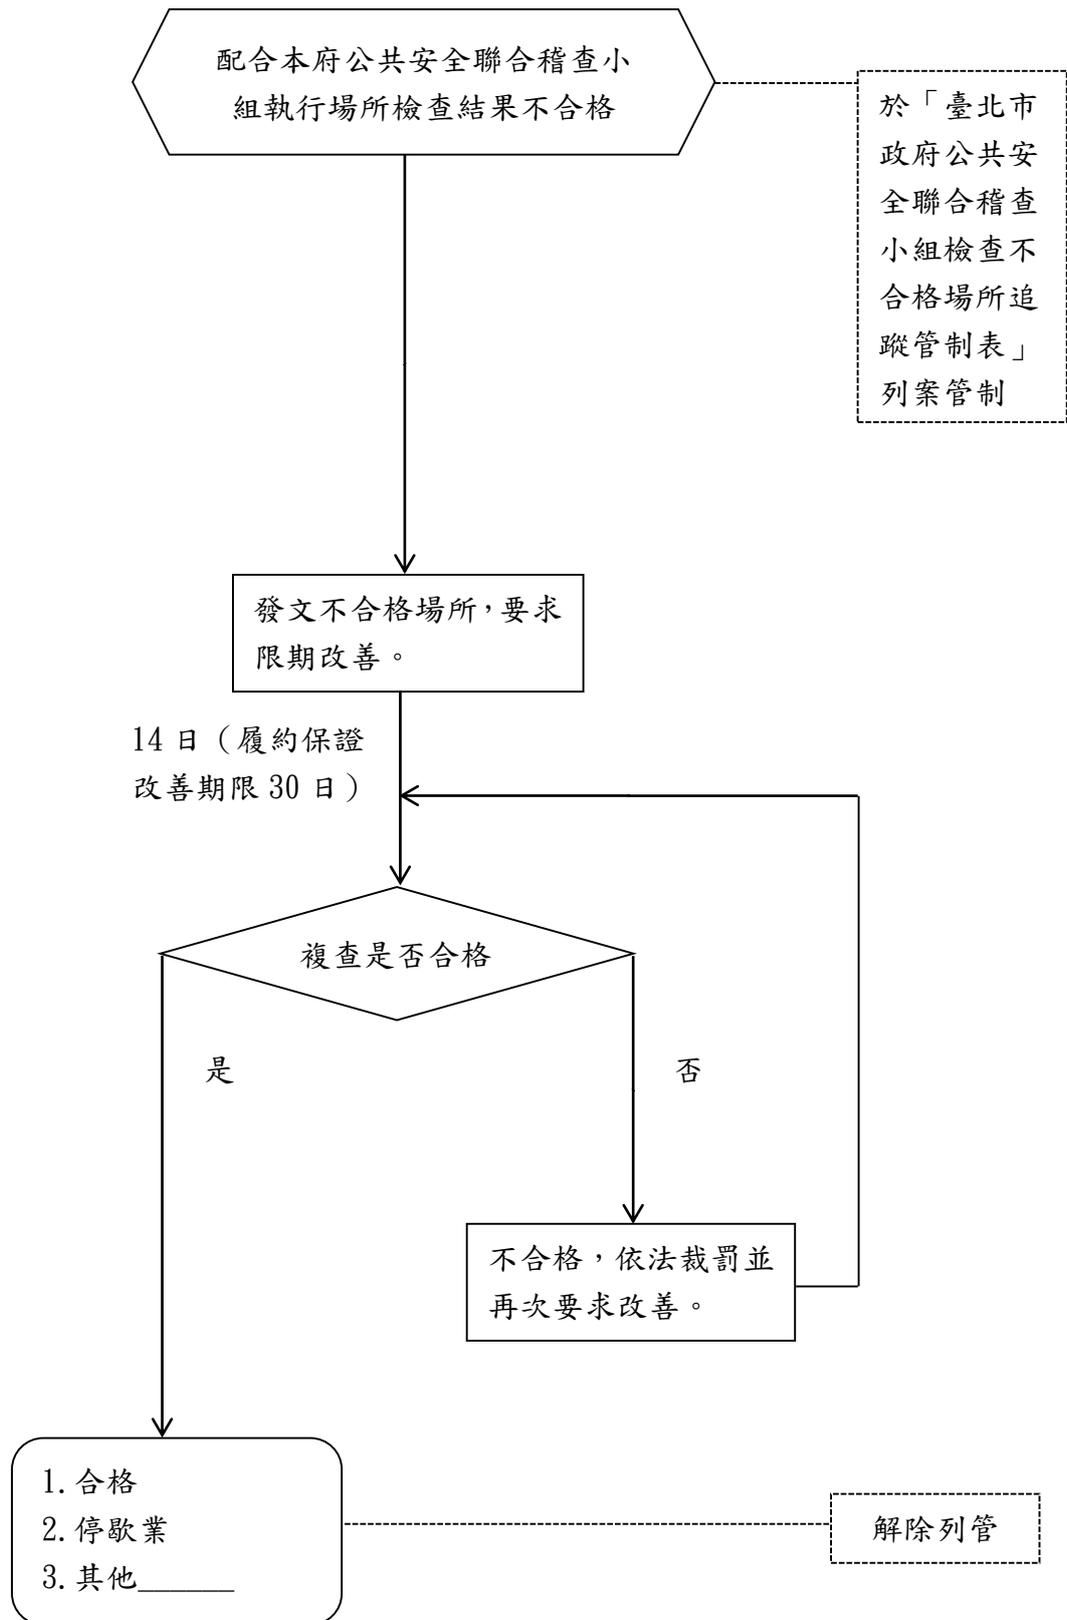 配合本府公共安全聯合稽查小
組執行場所檢查結果不合格
於「臺北市
政府公共安
全聯合稽查
小組檢查不
合格場所追
蹤管制表」
列案管制
發文不合格場所，要求
限期改善。
14 日（履約保證
改善期限 30 日）
複查是否合格
是
否
不合格，依法裁罰並
再次要求改善。
1. 合格
2. 停歇業
3. 其他______
解除列管